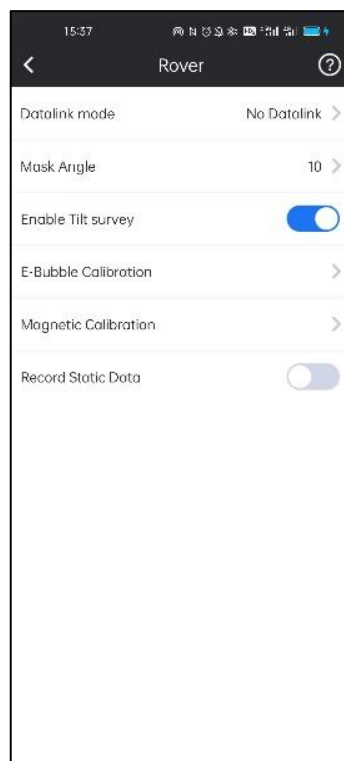 15:37
Rover
Datalink mode No Datalink
Mask Angle 10
Enable Tilt survey
E-Bubble Calibration
Magnetic Calibration
Record Static Data